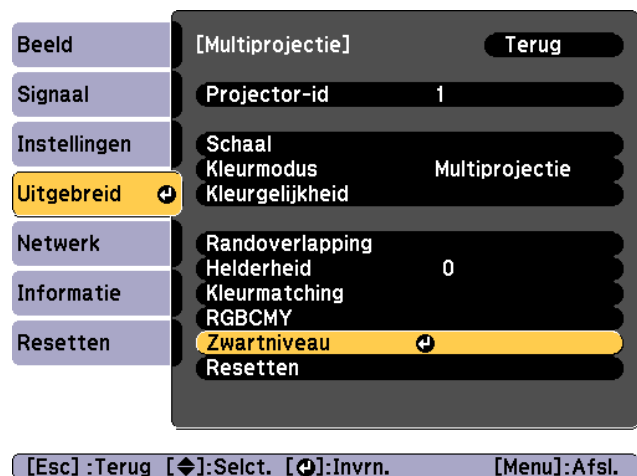 Beeld
Signaal
Instellingen
Uitgebreid
Netwerk
Informatie
Resetten
[Multiprojectie] Terug
Projector-id 1
Schaal
Kleurmodus Multiprojectie
Kleurgelijkheid
Randoverlapping
Helderheid 0
Kleurmatching
RGBCMY
Zwartniveau
Resetten
[Esc] :Terug [◆]:Selct. [⏎]:Invrn. [Menu]:Afsl.